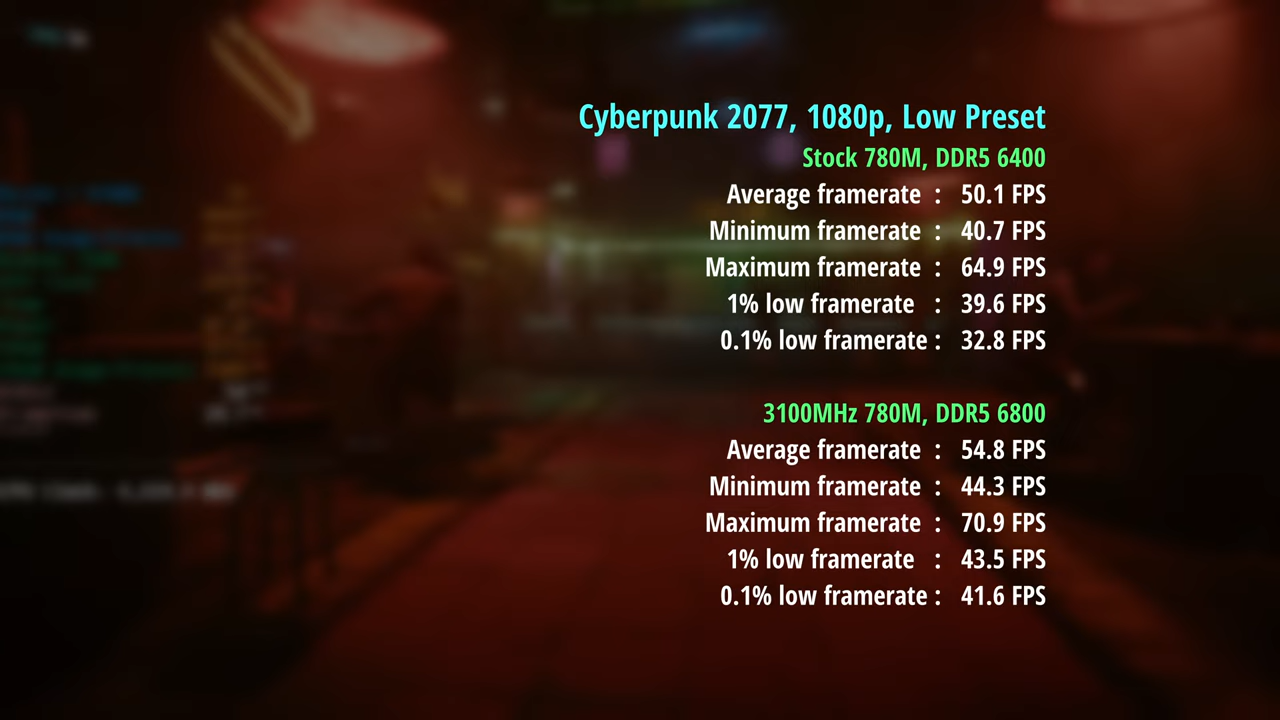 Cyberpunk 2077, 1080p, Low Preset
Stock 780M, DDR5 6400
Average framerate : 50.1 FPS
Minimum framerate : 40.7 FPS
Maximum framerate : 64.9 FPS
1% low framerate : 39.6 FPS
0.1% low framerate : 32.8 FPS
3100MHz 780M, DDR5 6800
Average framerate : 54.8 FPS
Minimum framerate : 44.3 FPS
Maximum framerate : 70.9 FPS
1% low framerate : 43.5 FPS
0.1% low framerate : 41.6 FPS